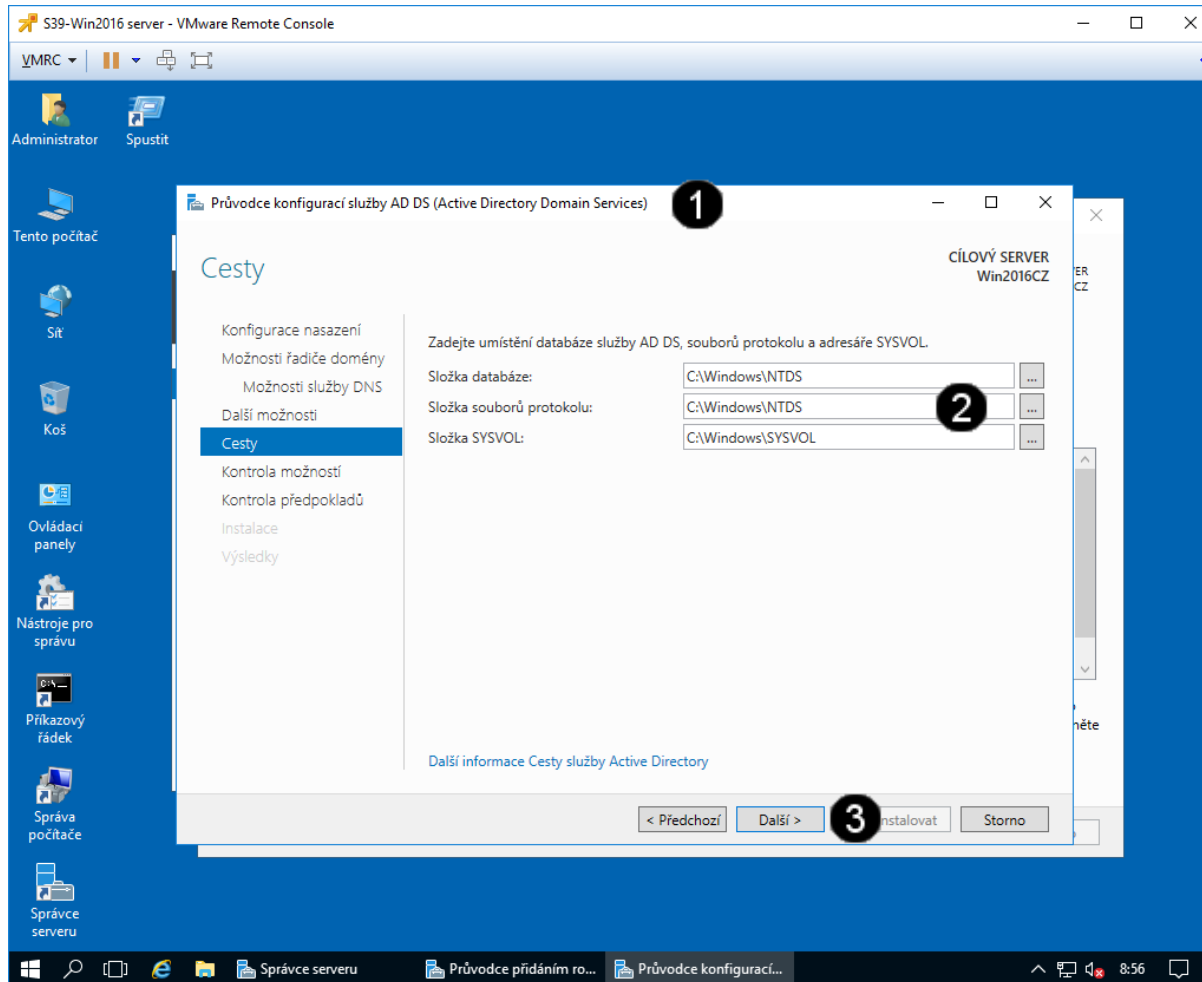 S39-Win2016 server - VMware Remote Console
VMRC
Administrator
Spustit
Tento počítač
Síť
Koš
Ovládací
panely
Nástroje pro
správu
Příkazový
řádek
Správa
počítače
Správce
serveru
Průvodce konfigurací služby AD DS (Active Directory Domain Services)
1
Cesty
CÍLOVÝ SERVER
Win2016CZ
ER
CZ
Konfigurace nasazení
Možnosti řadiče domény
Možnosti služby DNS
Další možnosti
Cesty
Kontrola možností
Kontrola předpokladů
Instalace
Výsledky
Zadejte umístění databáze služby AD DS, souborů protokolu a adresáře SYSVOL.
Složka databáze: C:\Windows\NTDS ...
Složka souborů protokolu: C:\Windows\NTDS 2 ...
Složka SYSVOL: C:\Windows\SYSVOL ...
něte
Další informace Cesty služby Active Directory
< Předchozí Další > 3 nstalovat Storno
Správce serveru Průvodce přidáním ro... Průvodce konfigurací... 8:56